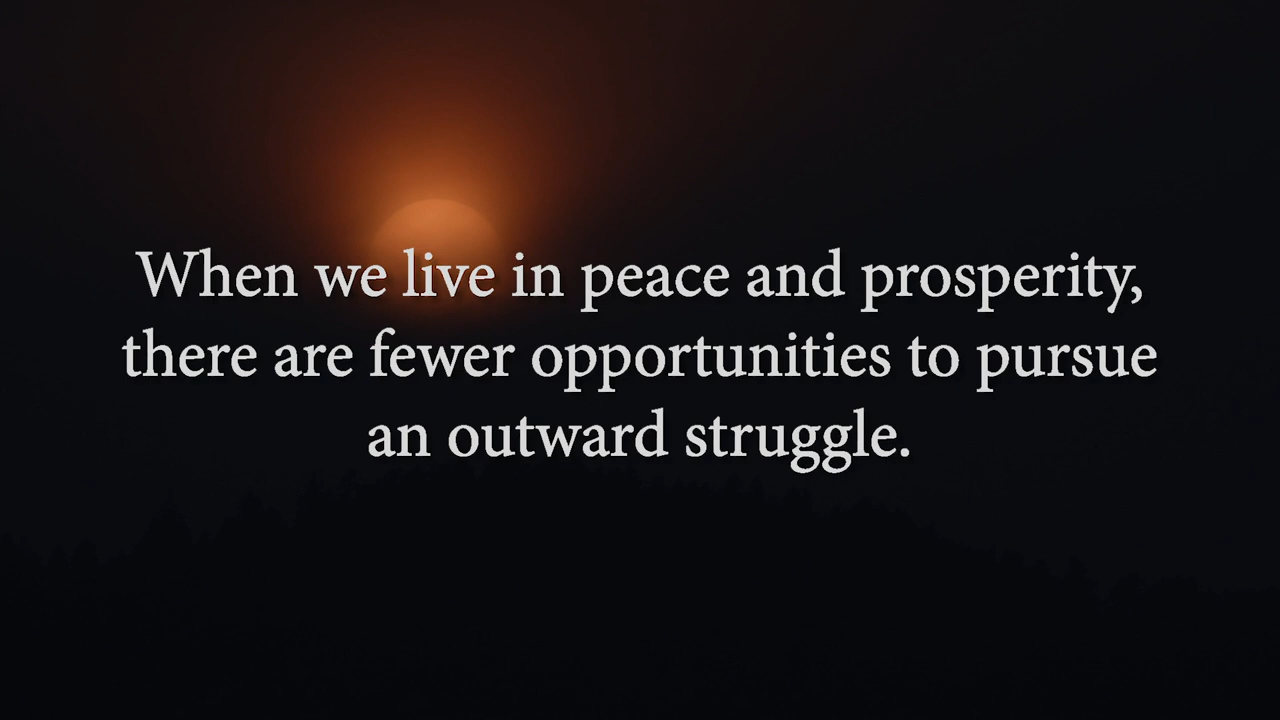 When we live in peace and prosperity,
there are fewer opportunities to pursue
an outward struggle.